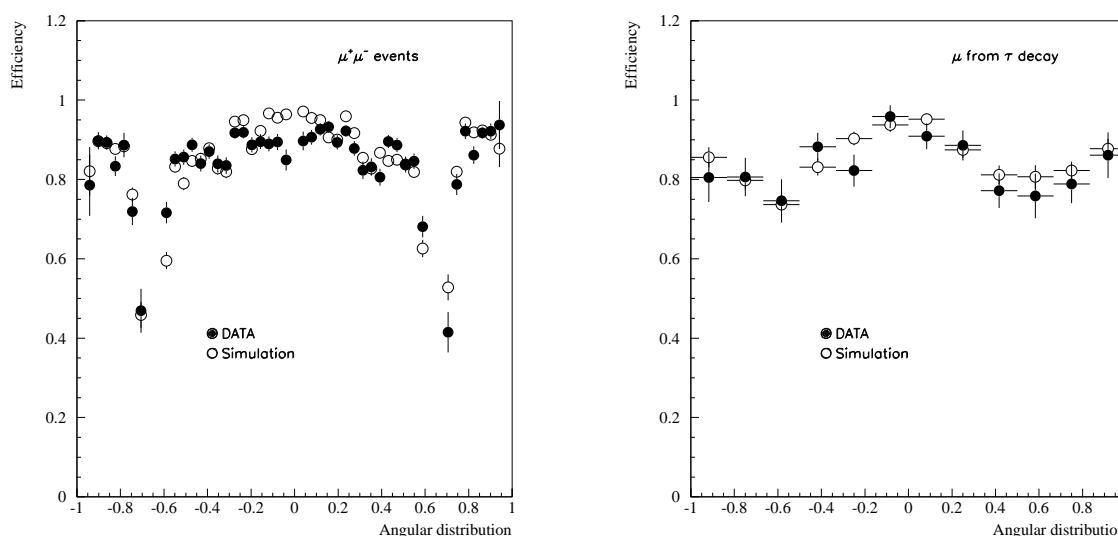 Efficiency
1.2
1
0.8
0.6
0.4
0.2
0
μ⁺μ⁻ events
DATA
Simulation
-1 -0.8 -0.6 -0.4 -0.2 0 0.2 0.4 0.6 0.8 1
Angular distribution
Efficiency
1.2
1
0.8
0.6
0.4
0.2
0
μ from τ decay
DATA
Simulation
-1 -0.8 -0.6 -0.4 -0.2 0 0.2 0.4 0.6 0.8
Angular distribution